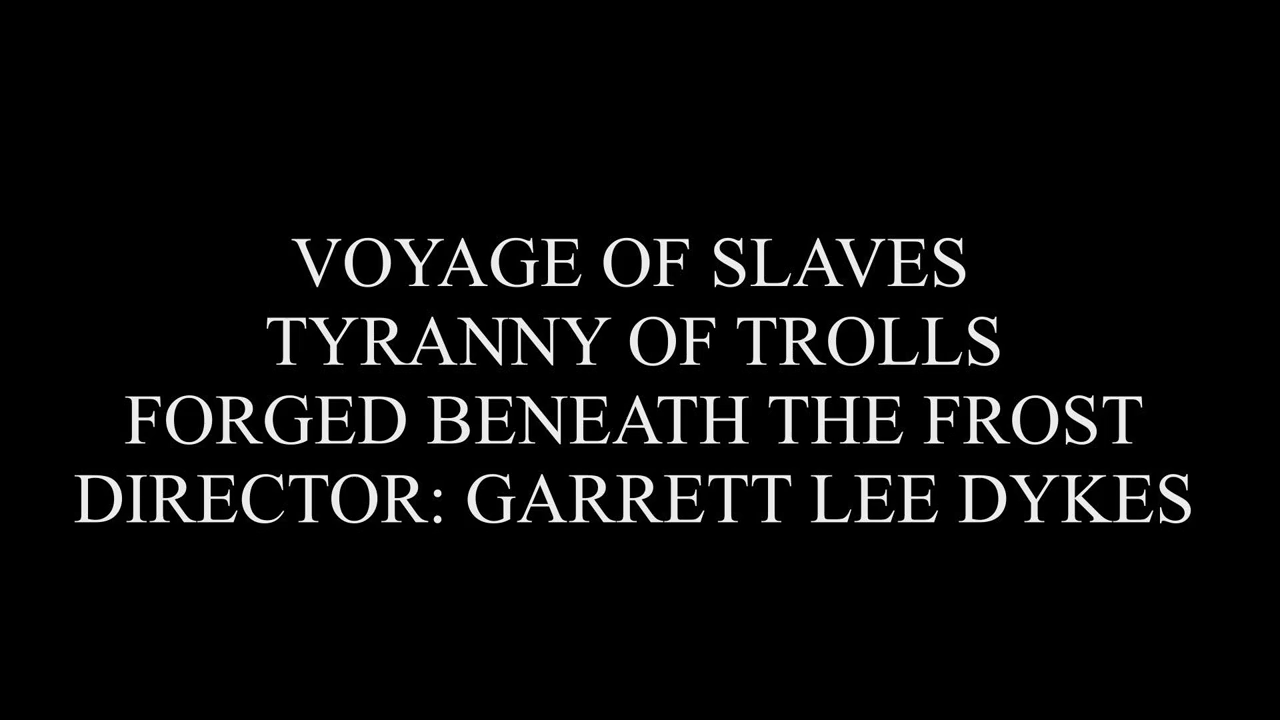 VOYAGE OF SLAVES
TYRANNY OF TROLLS
FORGED BENEATH THE FROST
DIRECTOR: GARRETT LEE DYKES